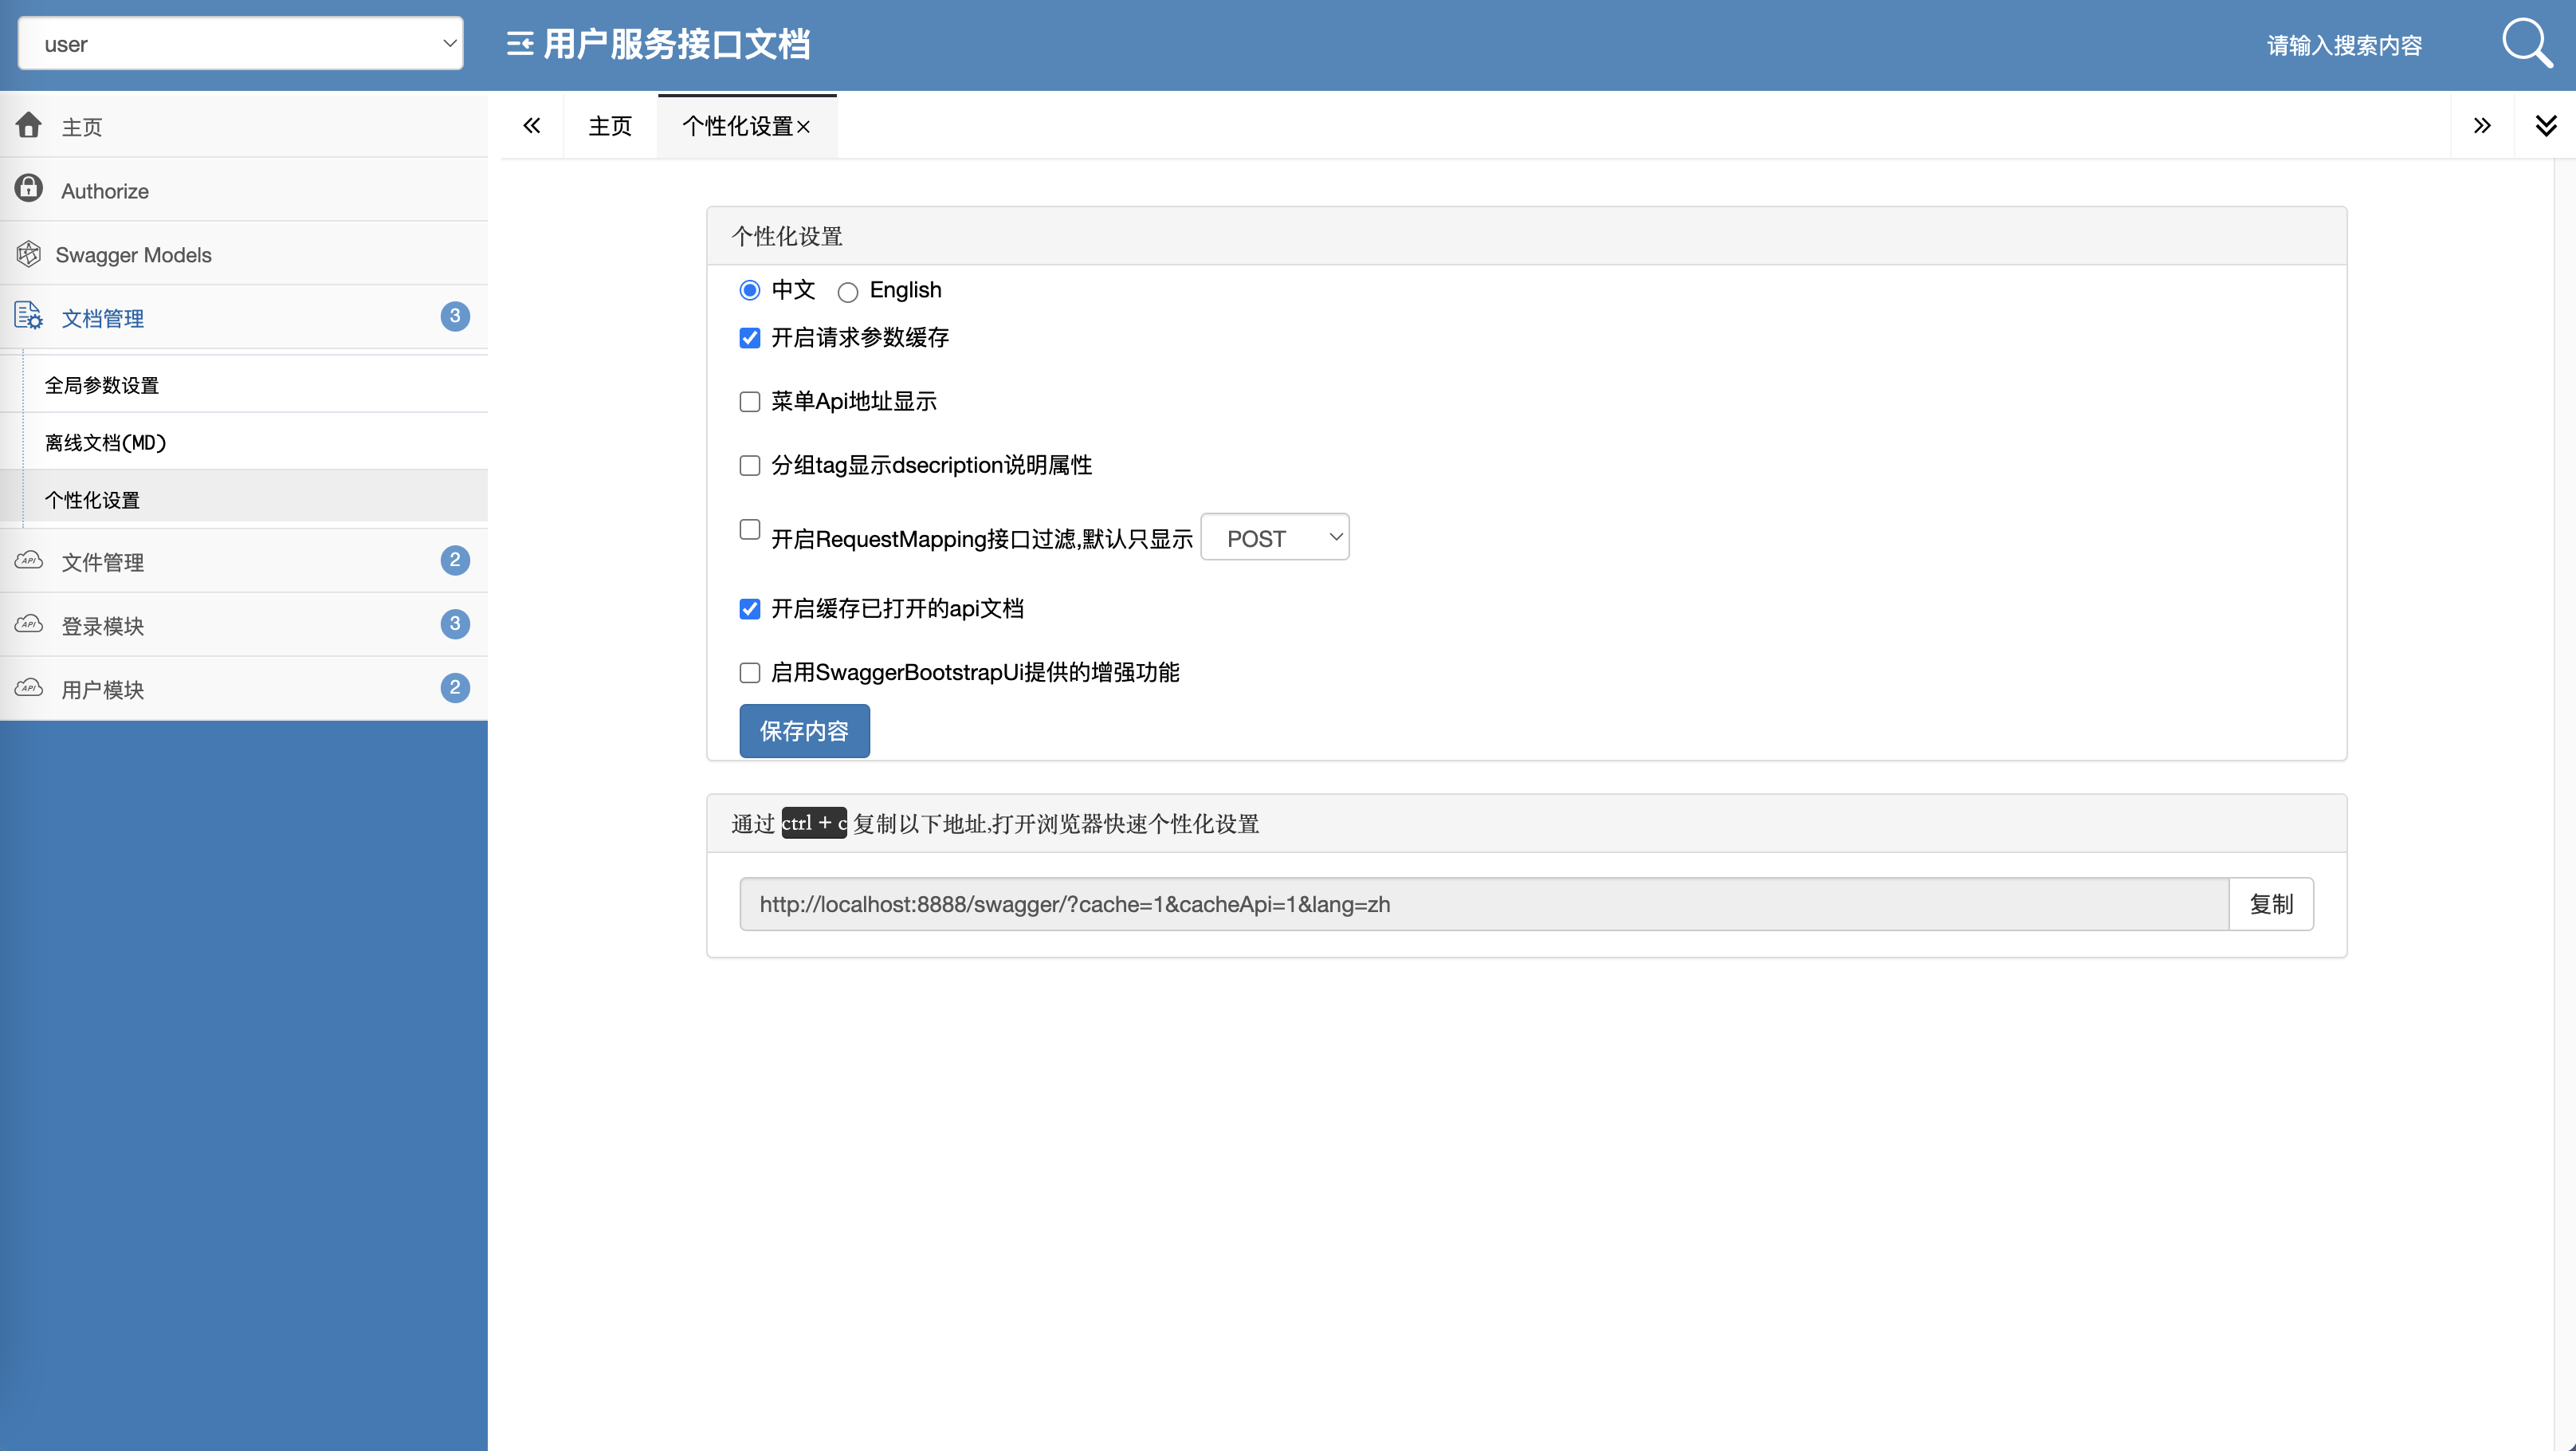 user
用户服务接口文档
请输入搜索内容
主页
Authorize
Swagger Models
文档管理 3
全局参数设置
离线文档(MD)
个性化设置
API 文件管理 2
API 登录模块 3
API 用户模块 2
主页 个性化设置
个性化设置
中文 English
开启请求参数缓存
菜单Api地址显示
分组tag显示dsecription说明属性
开启RequestMapping接口过滤,默认只显示 POST
开启缓存已打开的api文档
启用SwaggerBootstrapUi提供的增强功能
保存内容
通过 ctrl + c 复制以下地址,打开浏览器快速个性化设置
http://localhost:8888/swagger/?cache=1&cacheApi=1&lang=zh 复制